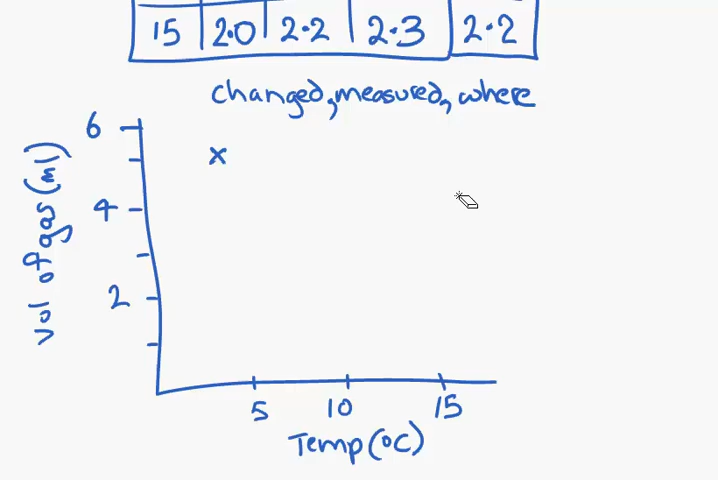 15 2.0 2.2 2.3 2.2
changed, measured, where
6
4
2
Vol of gas (ml)
5 10 15
Temp (°C)